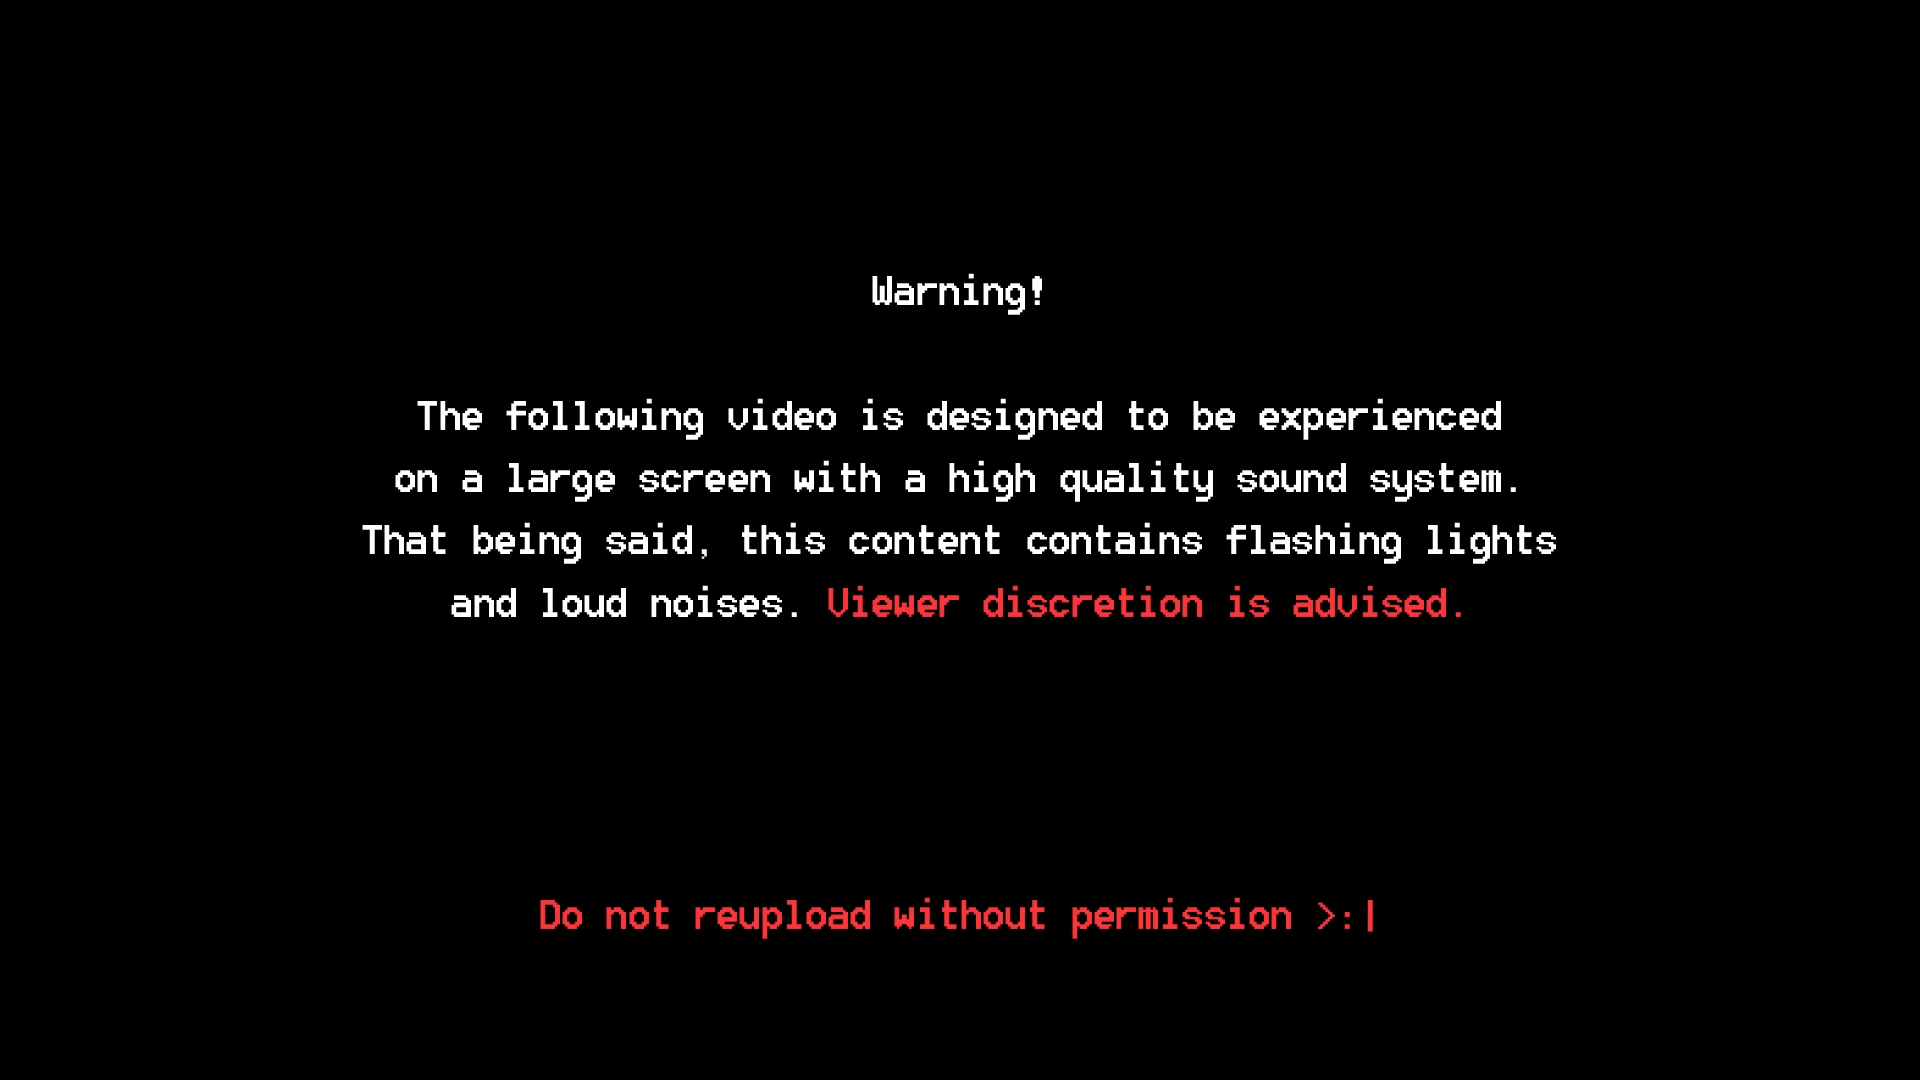 Warning!
The following video is designed to be experienced
on a large screen with a high quality sound system.
That being said, this content contains flashing lights
and loud noises. Viewer discretion is advised.
Do not reupload without permission >:|